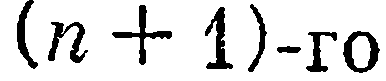 (n + 1)-го